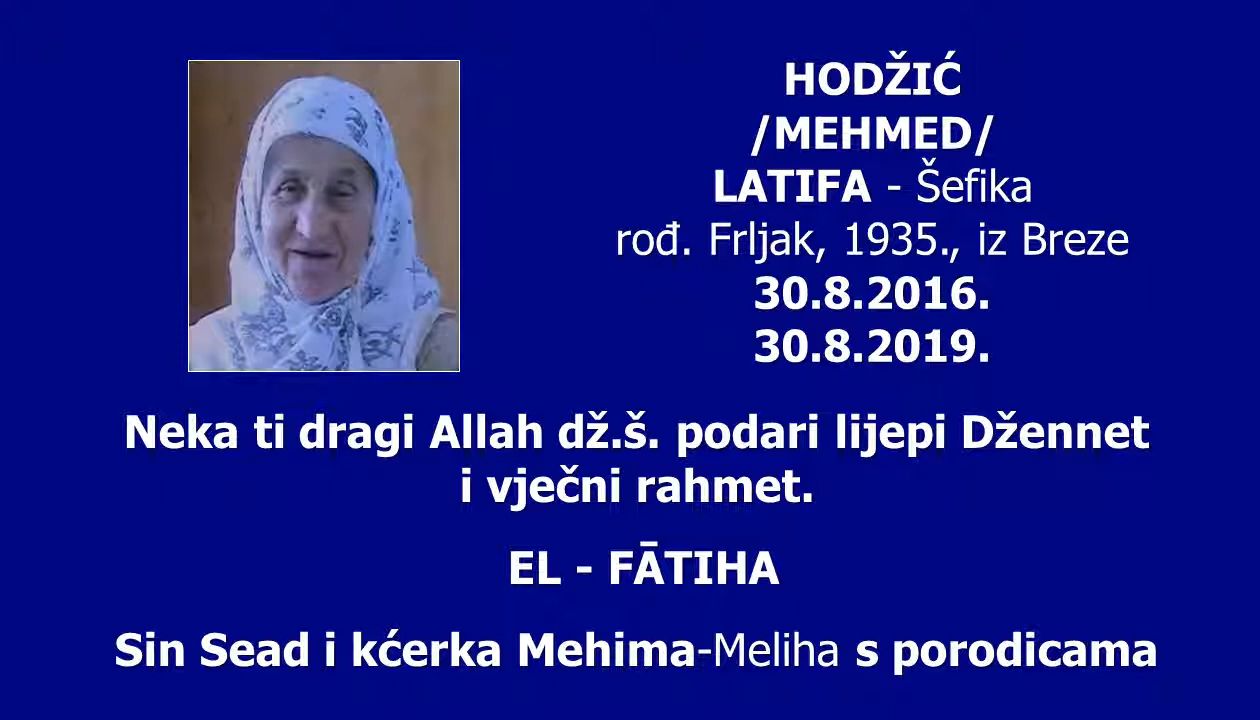 HODŽIĆ
/MEHMED/
LATIFA - Šefika
rođ. Frljak, 1935., iz Breze
30.8.2016.
30.8.2019.
Neka ti dragi Allah dž.š. podari lijepi Džennet
i vječni rahmet.
EL - FĀTIHA
Sin Sead i kćerka Mehima-Meliha s porodicama